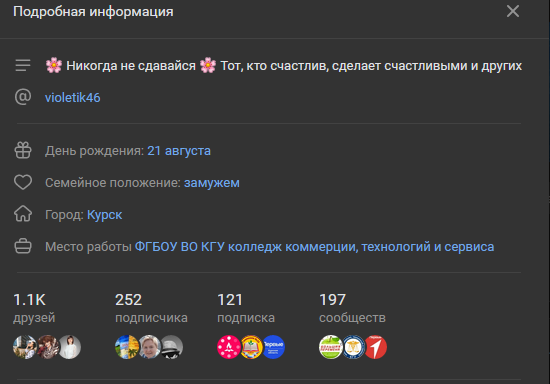 Подробная информация
🌸 Никогда не сдавайся 🌸 Тот, кто счастлив, сделает счастливыми и других
violetik46
День рождения: 21 августа
Семейное положение: замужем
Город: Курск
Место работы ФГБОУ ВО КГУ колледж коммерции, технологий и сервиса
1.1K 252 121 197
друзей подписчика подписка сообществ